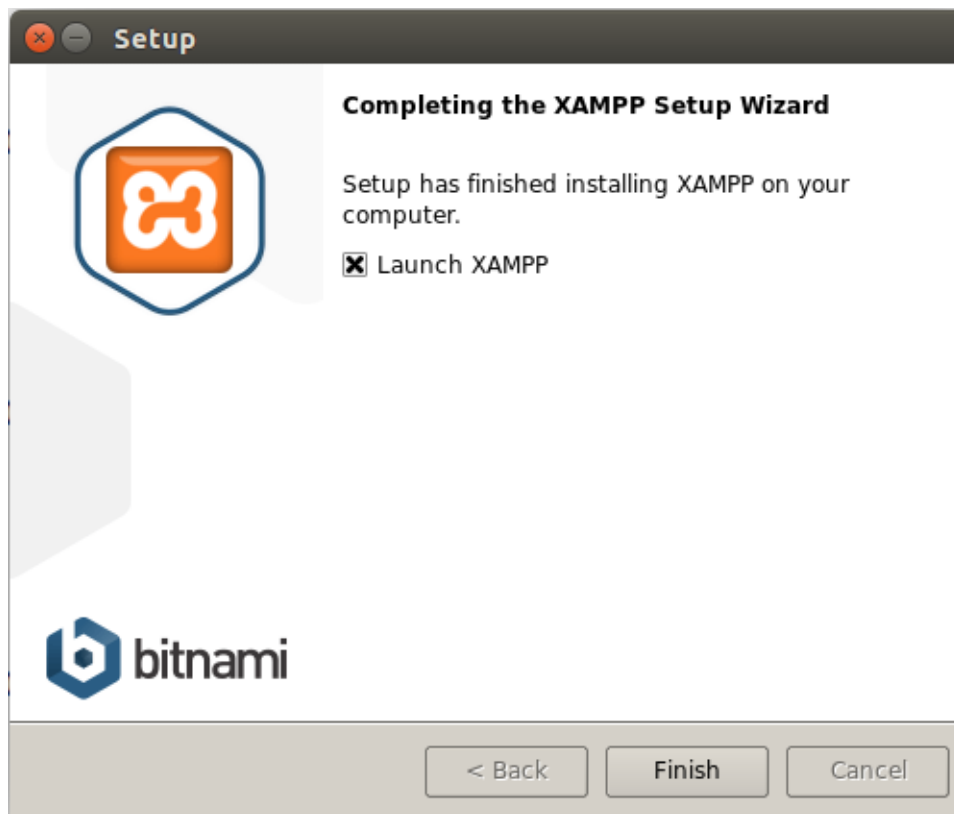 Setup
Completing the XAMPP Setup Wizard
Setup has finished installing XAMPP on your
computer.
Launch XAMPP
bitnami
< Back
Finish
Cancel